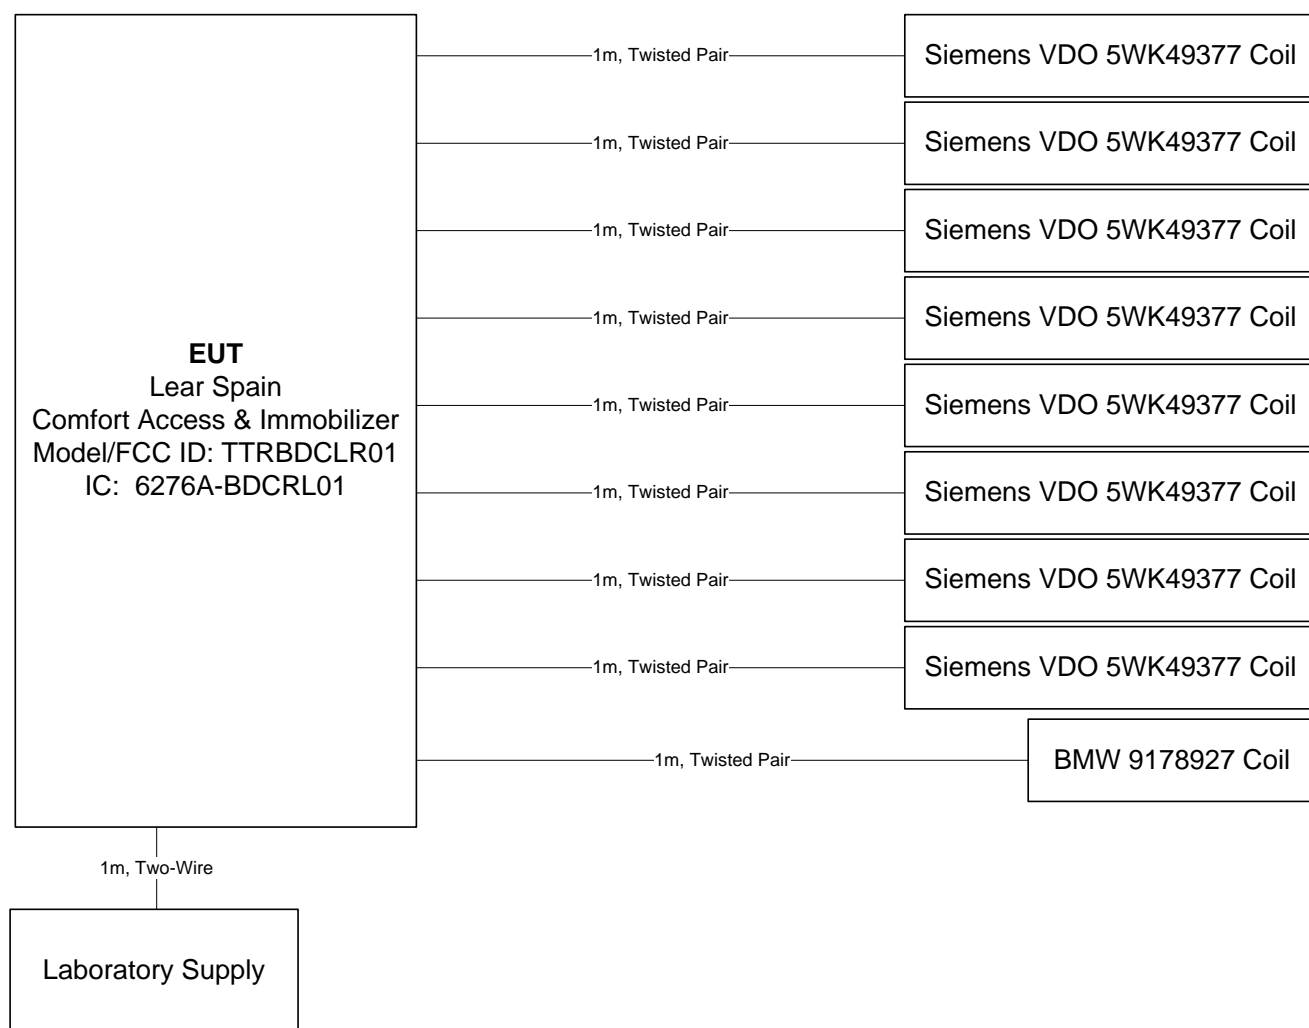 1m, Twisted Pair
Siemens VDO 5WK49377 Coil
1m, Twisted Pair
Siemens VDO 5WK49377 Coil
1m, Twisted Pair
Siemens VDO 5WK49377 Coil
1m, Twisted Pair
Siemens VDO 5WK49377 Coil
EUT
Lear Spain
Comfort Access & Immobilizer
Model/FCC ID: TTRBDCLR01
IC:  6276A-BDCRL01
1m, Twisted Pair
Siemens VDO 5WK49377 Coil
1m, Twisted Pair
Siemens VDO 5WK49377 Coil
1m, Twisted Pair
Siemens VDO 5WK49377 Coil
1m, Twisted Pair
Siemens VDO 5WK49377 Coil
1m, Twisted Pair
BMW 9178927 Coil
1m, Two-Wire
Laboratory Supply